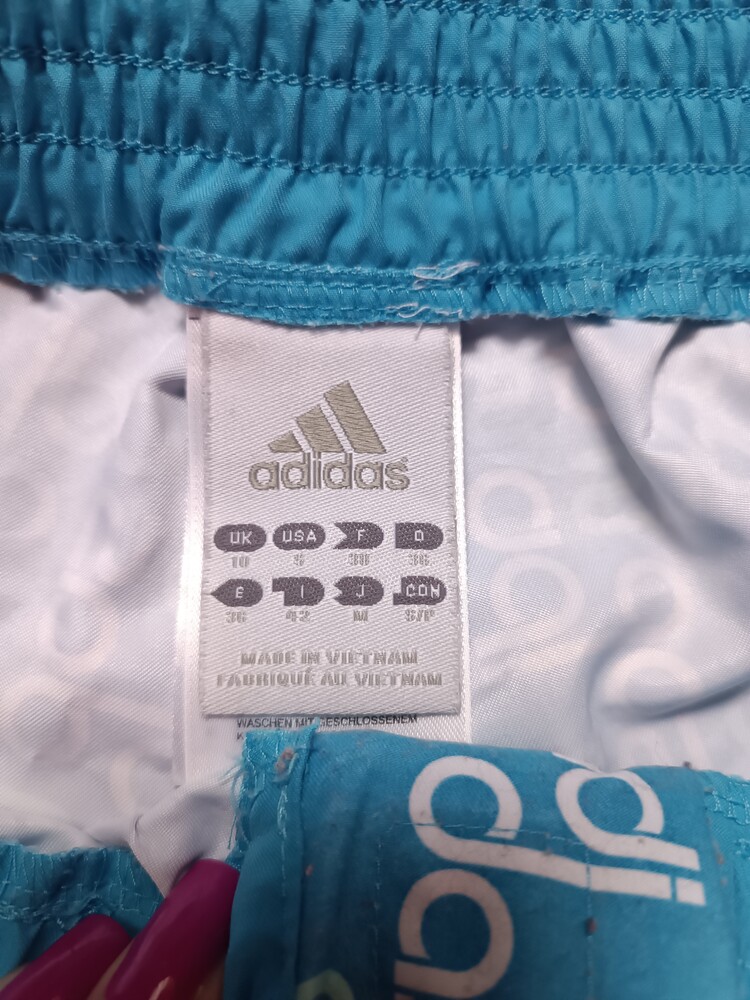 adidas
UK USA F D
10 S 38 36
E I J CON
36 42 M S/P
MADE IN VIETNAM
FABRIQUÉ AU VIETNAM
WASCHEN MIT GESCHLOSSENEM